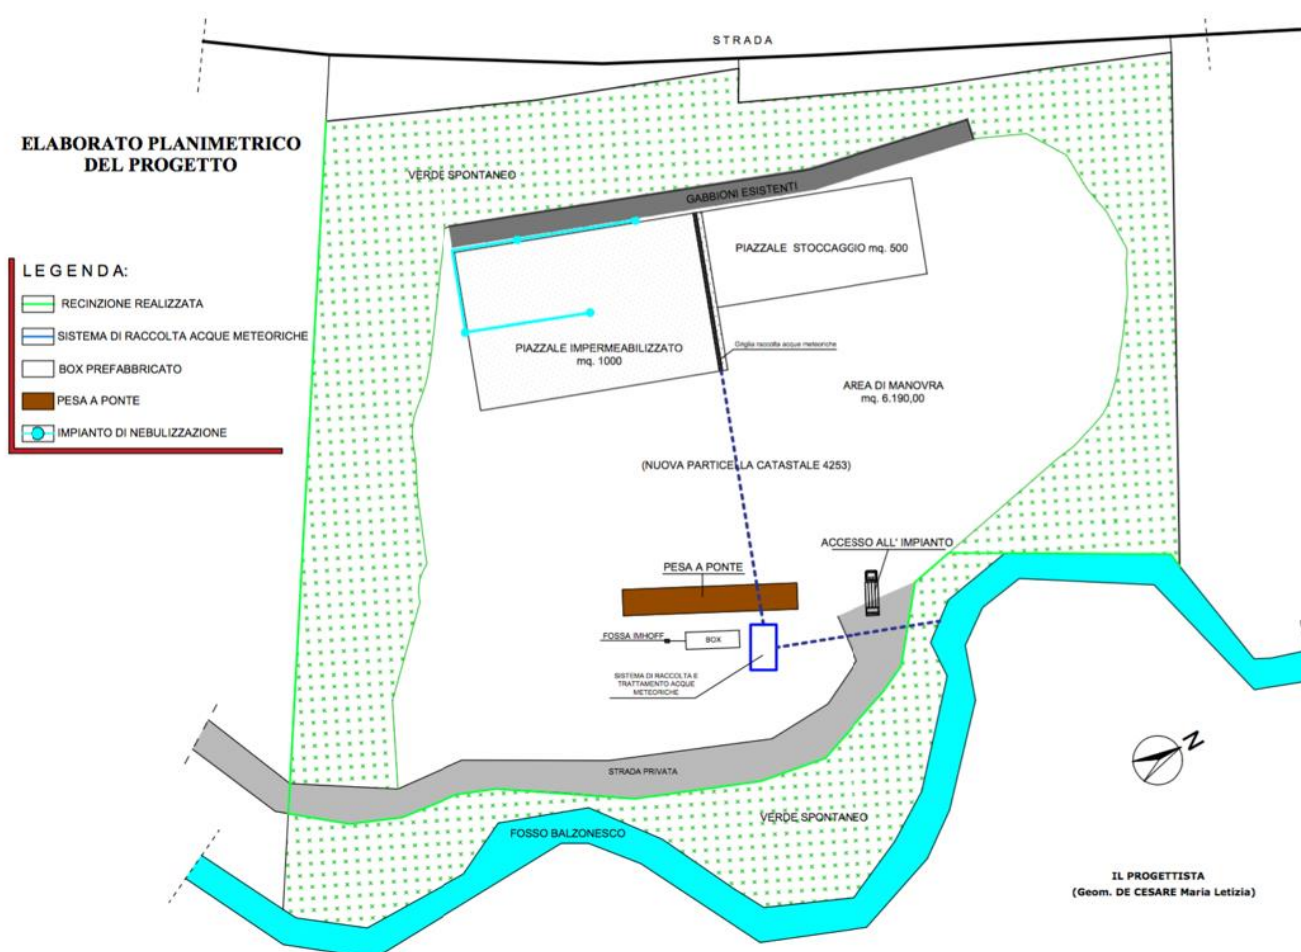 STRADA
ELABORATO PLANIMETRICO
DEL PROGETTO
VERDE SPONTANEO
GABBIONI ESISTENTI
PIAZZALE STOCCAGGIO mq. 500
LEGENDA:
RECINZIONE REALIZZATA
SISTEMA DI RACCOLTA ACQUE METEORICHE
BOX PREFABBRICATO
PESA A PONTE
IMPIANTO DI NEBULIZZAZIONE
PIAZZALE IMPERMEABILIZZATO
mq. 1000
Griglia raccolta acque meteoriche
AREA DI MANOVRA
mq. 6.190,00
(NUOVA PARTICELLA CATASTALE 4253)
ACCESSO ALL' IMPIANTO
PESA A PONTE
FOSSA IMHOFF
BOX
SISTEMA DI RACCOLTA E
TRATTAMENTO ACQUE
METEORICHE
N
STRADA PRIVATA
VERDE SPONTANEO
FOSSO BALZONESCO
IL PROGETTISTA
(Geom. DE CESARE Maria Letizia)